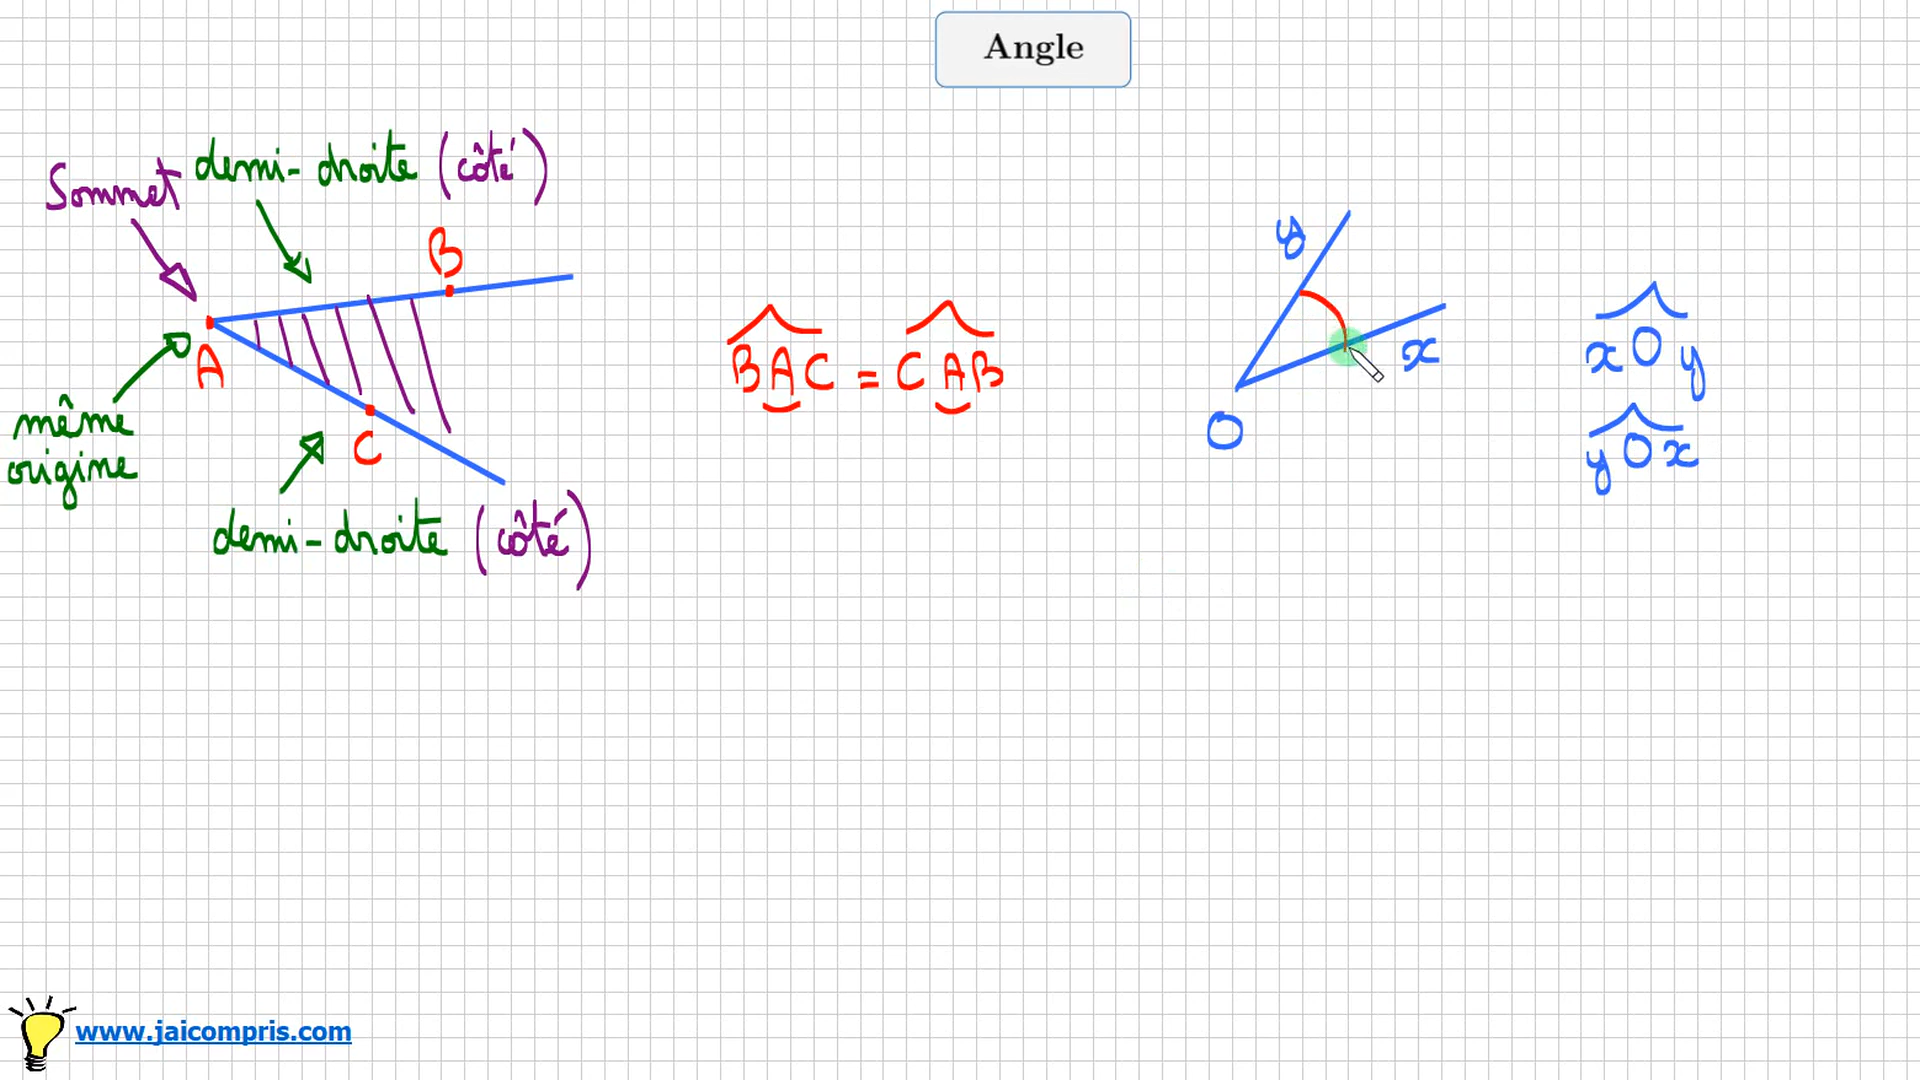 Angle
Sommet demi-droite (côté)
B
A
même
origine
C
demi-droite (côté)
BAC = CAB
y
x
O
xOy
yOx
www.jaicompris.com